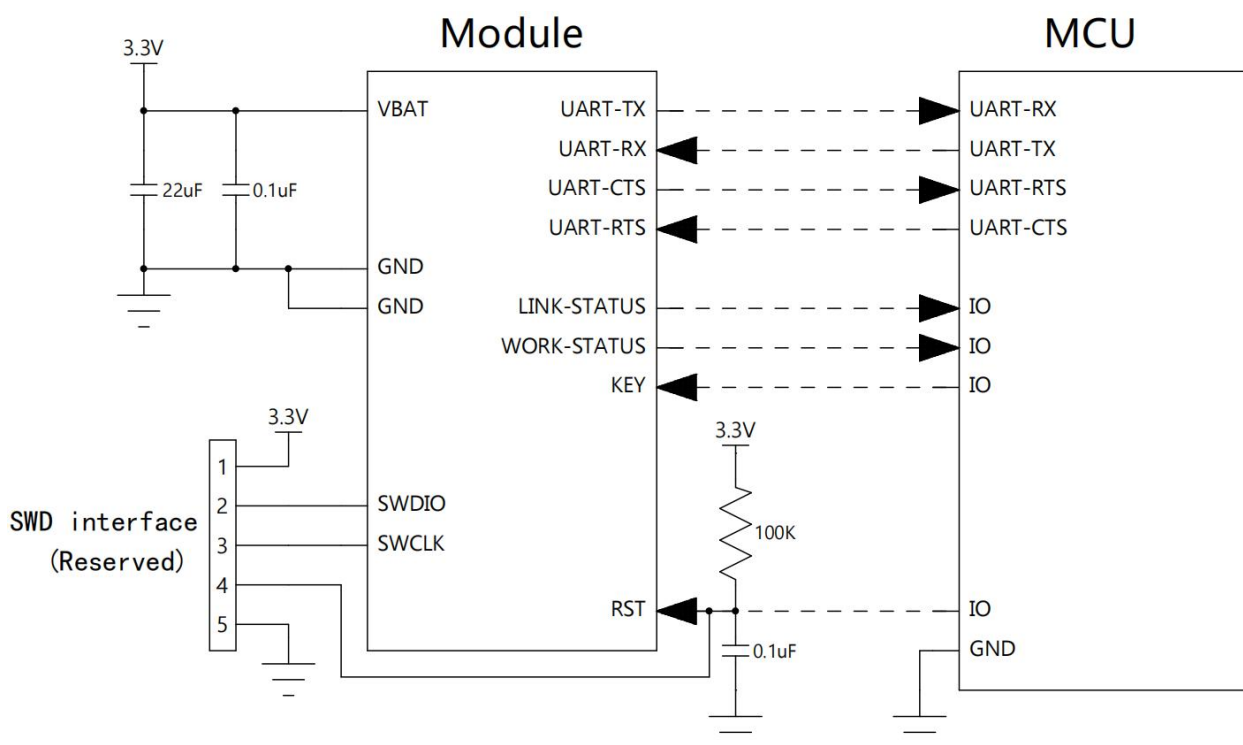 Module
MCU
3.3V
VBAT
UART-TX
UART-RX
UART-RX
UART-TX
22uF
0.1uF
UART-CTS
UART-RTS
UART-RTS
UART-CTS
GND
GND
LINK-STATUS
IO
WORK-STATUS
IO
KEY
IO
3.3V
3.3V
1
2
SWDIO
SWD interface
(Reserved)
3
SWCLK
100K
4
5
RST
IO
0.1uF
GND